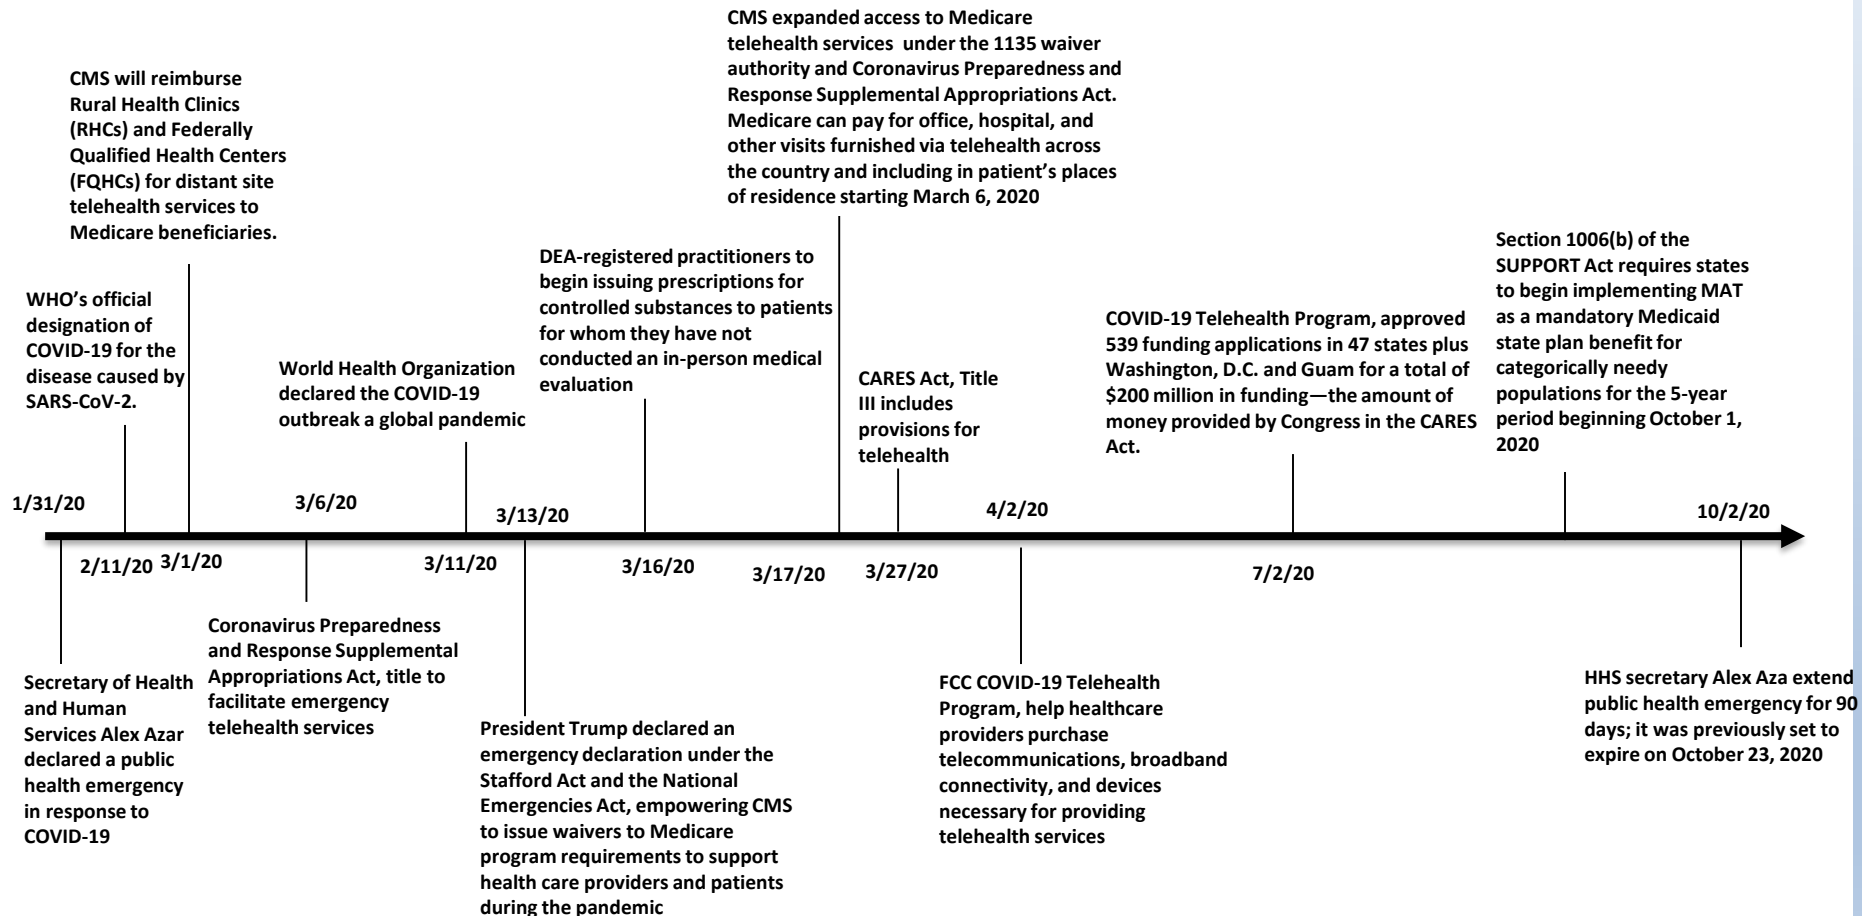 CMS expanded access to Medicare
telehealth services under the 1135 waiver
authority and Coronavirus Preparedness and
Response Supplemental Appropriations Act.
Medicare can pay for office, hospital, and
other visits furnished via telehealth across
the country and including in patient's places
of residence starting March 6, 2020
CMS will reimburse
Rural Health Clinics
(RHCs) and Federally
Qualified Health Centers
(FQHCs) for distant site
telehealth services to
Medicare beneficiaries.
WHO's official
designation of
COVID-19 for the
disease caused by
SARS-CoV-2.
World Health Organization
declared the COVID-19
outbreak a global pandemic
DEA-registered practitioners to
begin issuing prescriptions for
controlled substances to patients
for whom they have not
conducted an in-person medical
evaluation
CARES Act, Title
III includes
provisions for
telehealth
COVID-19 Telehealth Program, approved
539 funding applications in 47 states plus
Washington, D.C. and Guam for a total of
$200 million in funding—the amount of
money provided by Congress in the CARES
Act.
Section 1006(b) of the
SUPPORT Act requires states
to begin implementing MAT
as a mandatory Medicaid
state plan benefit for
categorically needy
populations for the 5-year
period beginning October 1,
2020
1/31/20
3/6/20
3/13/20
4/2/20
10/2/20
2/11/20
3/1/20
3/11/20
3/16/20
3/17/20
3/27/20
7/2/20
Secretary of Health
and Human
Services Alex Azar
declared a public
health emergency
in response to
COVID-19
Coronavirus Preparedness
and Response Supplemental
Appropriations Act, title to
facilitate emergency
telehealth services
President Trump declared an
emergency declaration under the
Stafford Act and the National
Emergencies Act, empowering CMS
to issue waivers to Medicare
program requirements to support
health care providers and patients
during the pandemic
FCC COVID-19 Telehealth
Program, help healthcare
providers purchase
telecommunications, broadband
connectivity, and devices
necessary for providing
telehealth services
HHS secretary Alex Aza extend
public health emergency for 90
days; it was previously set to
expire on October 23, 2020